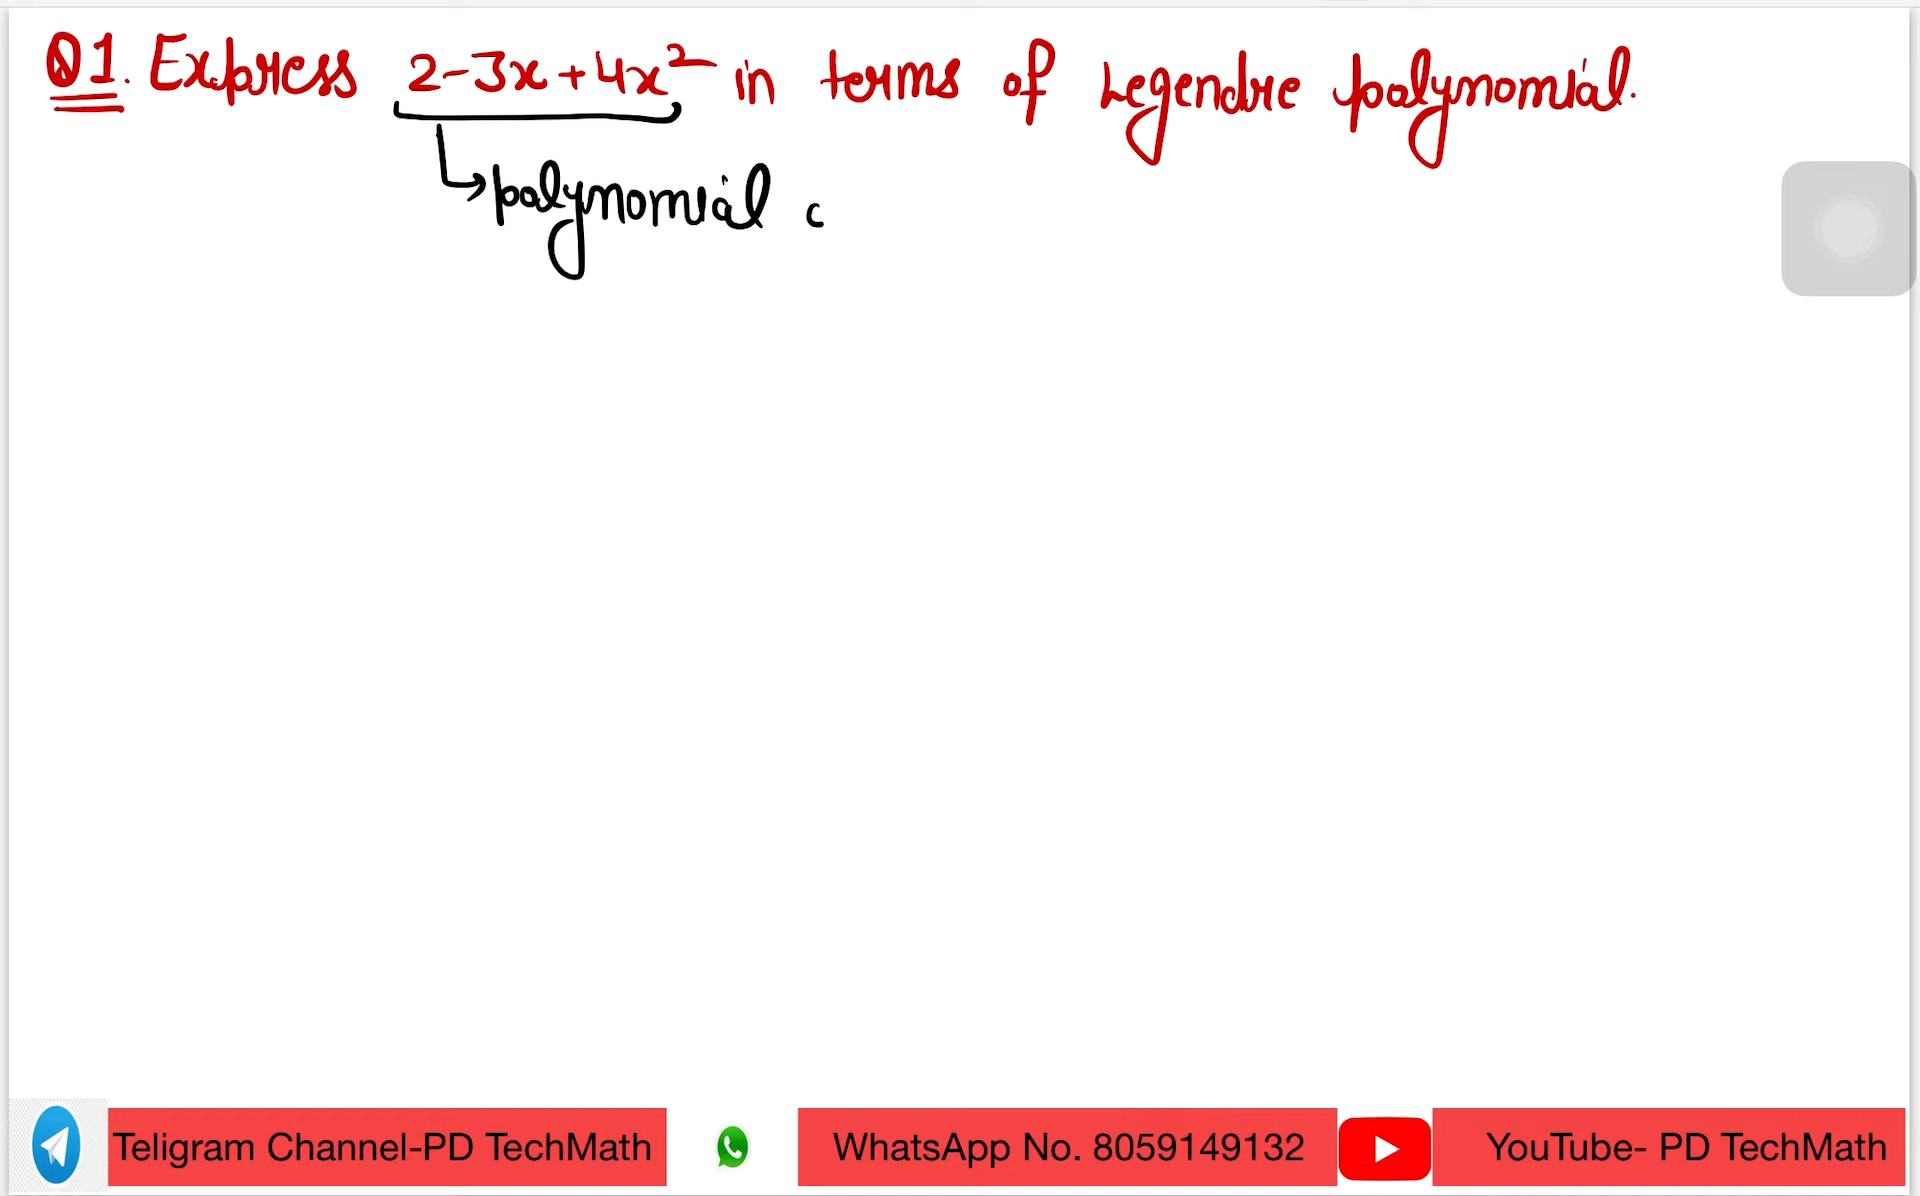 Q1. Express 2-3x+4x² in terms of Legendre polynomial.
polynomial c
Teligram Channel-PD TechMath
WhatsApp No. 8059149132
YouTube- PD TechMath